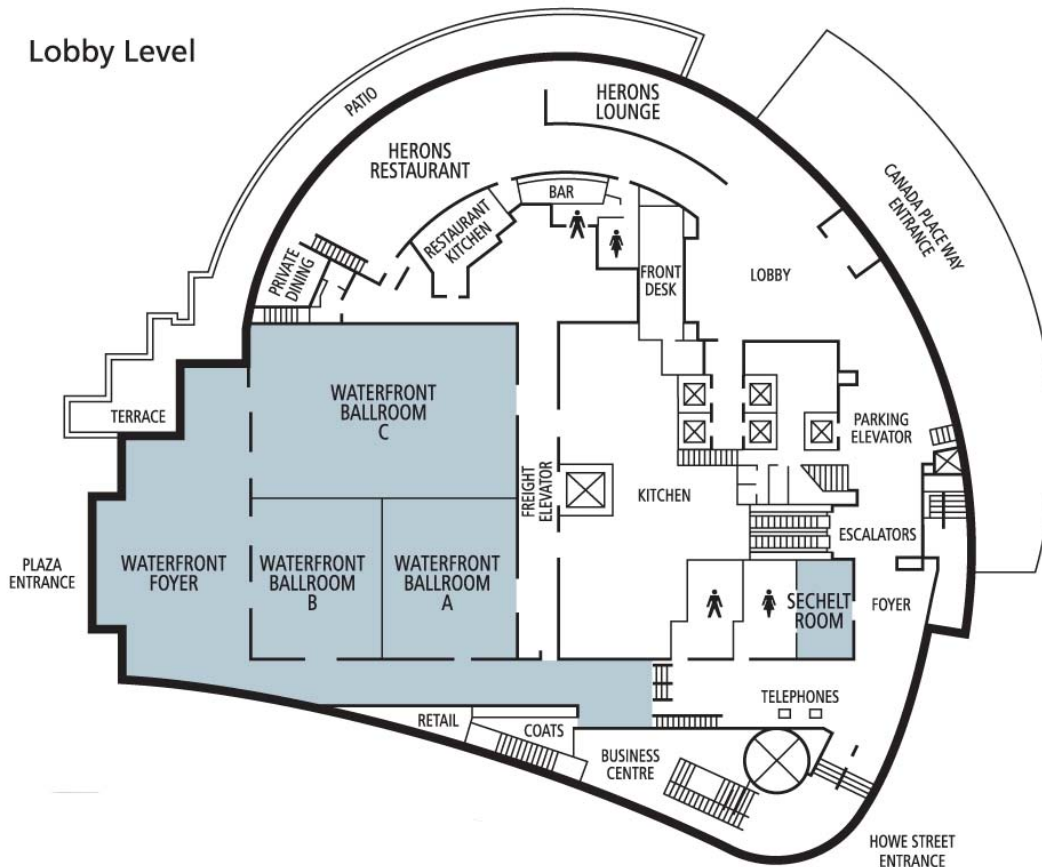 Lobby Level
PATIO
HERONS
LOUNGE
HERONS
RESTAURANT
CANADA PLACE WAY
ENTRANCE
BAR
RESTAURANT
KITCHEN
PRIVATE
DINING
FRONT
DESK
LOBBY
WATERFRONT
BALLROOM
C
TERRACE
PARKING
ELEVATOR
FREIGHT
ELEVATOR
KITCHEN
ESCALATORS
PLAZA
ENTRANCE
WATERFRONT
FOYER
WATERFRONT
BALLROOM
B
WATERFRONT
BALLROOM
A
SECHELT
ROOM
FOYER
TELEPHONES
RETAIL
COATS
BUSINESS
CENTRE
HOWE STREET
ENTRANCE